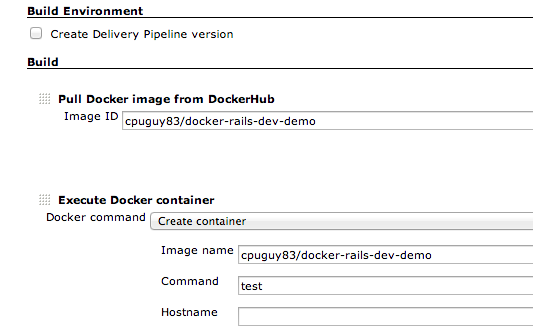 Build Environment
Create Delivery Pipeline version
Build
Pull Docker image from DockerHub
Image ID cpuguy83/docker-rails-dev-demo
Execute Docker container
Docker command Create container
Image name cpuguy83/docker-rails-dev-demo
Command test
Hostname